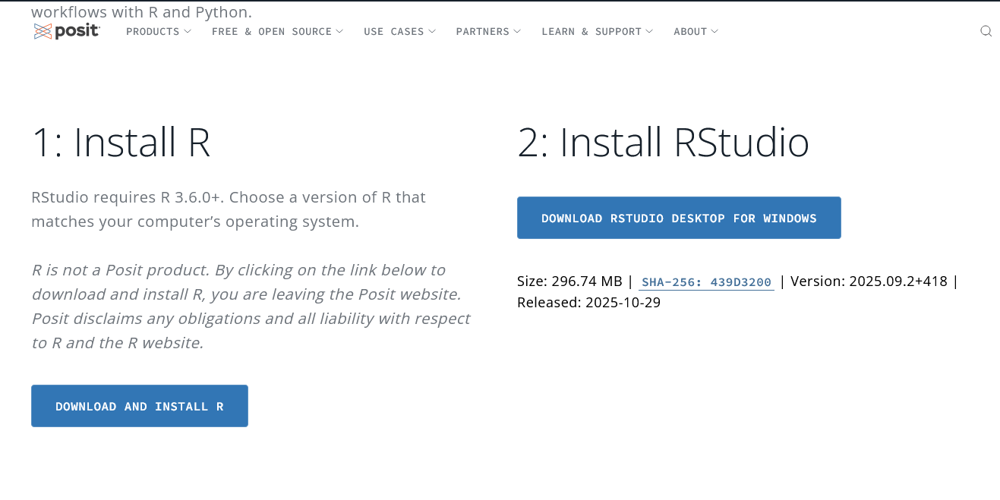 workflows with R and Python.
posit
PRODUCTS
FREE & OPEN SOURCE
USE CASES
PARTNERS
LEARN & SUPPORT
ABOUT
1: Install R
RStudio requires R 3.6.0+. Choose a version of R that
matches your computer’s operating system.
R is not a Posit product. By clicking on the link below to
download and install R, you are leaving the Posit website.
Posit disclaims any obligations and all liability with respect
to R and the R website.
DOWNLOAD AND INSTALL R
2: Install RStudio
DOWNLOAD RSTUDIO DESKTOP FOR WINDOWS
Size: 296.74 MB | SHA-256: 439D3200 | Version: 2025.09.2+418 |
Released: 2025-10-29